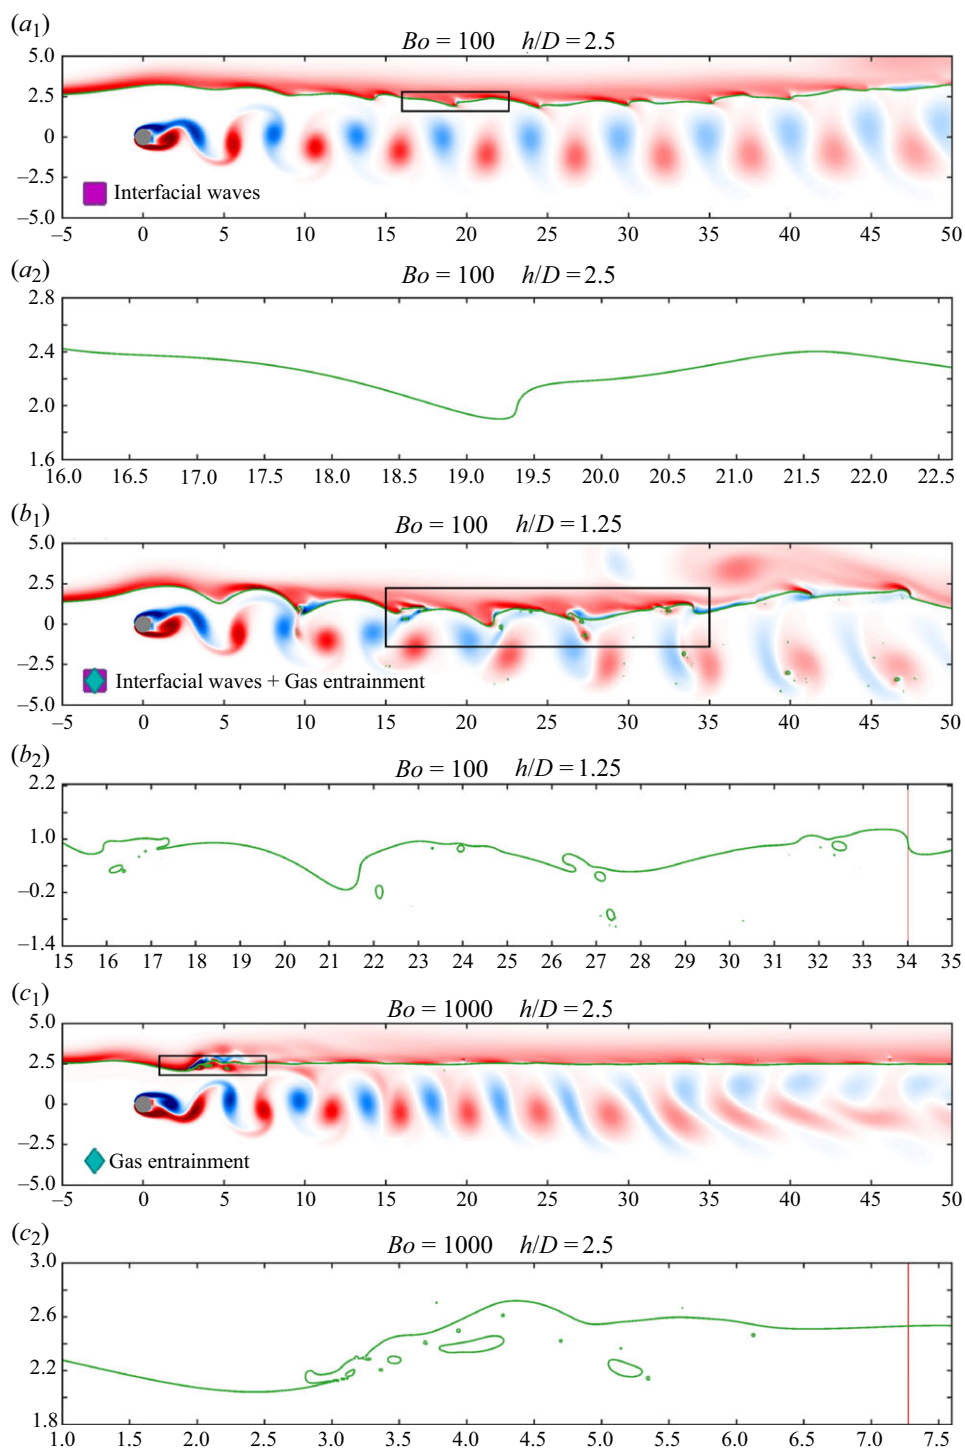 (a1)
Bo = 100 h/D = 2.5
5.0
2.5
0
–2.5
–5.0
Interfacial waves
–5 0 5 10 15 20 25 30 35 40 45 50
(a2)
Bo = 100 h/D = 2.5
2.8
2.4
2.0
1.6
16.0 16.5 17.0 17.5 18.0 18.5 19.0 19.5 20.0 20.5 21.0 21.5 22.0 22.5
(b1)
Bo = 100 h/D = 1.25
5.0
2.5
0
–2.5
–5.0
Interfacial waves + Gas entrainment
–5 0 5 10 15 20 25 30 35 40 45 50
(b2)
Bo = 100 h/D = 1.25
2.2
1.0
–0.2
–1.4
15 16 17 19 20 21 22 23 24 25 26 27 28 29 31 32 33 34 35
(c1)
Bo = 1000 h/D = 2.5
5.0
2.5
0
–2.5
–5.0
Gas entrainment
–5 0 5 10 15 20 25 30 35 40 45 50
(c2)
Bo = 1000 h/D = 2.5
3.0
2.6
2.2
1.8
1.0 1.5 2.0 2.5 3.0 3.5 4.0 4.5 5.0 5.5 6.0 6.5 7.0 7.5